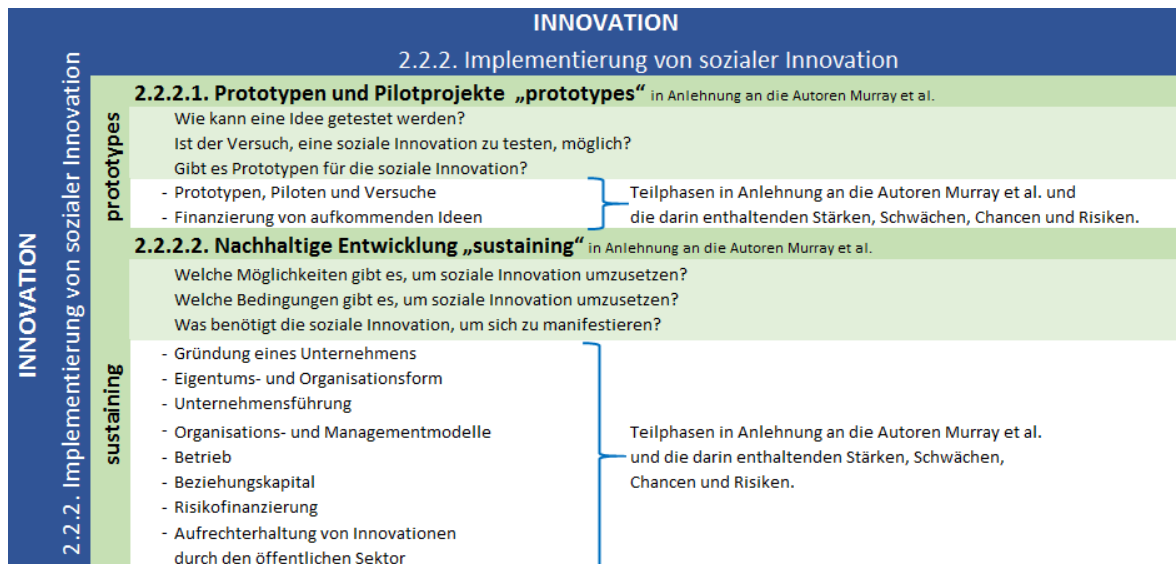 INNOVATION
2.2.2. Implementierung von sozialer Innovation
INNOVATION
2.2.2. Implementierung von sozialer Innovation
prototypes
2.2.2.1. Prototypen und Pilotprojekte „prototypes“ in Anlehnung an die Autoren Murray et al.
Wie kann eine Idee getestet werden?
Ist der Versuch, eine soziale Innovation zu testen, möglich?
Gibt es Prototypen für die soziale Innovation?
- Prototypen, Piloten und Versuche
- Finanzierung von aufkommenden Ideen
Teilphasen in Anlehnung an die Autoren Murray et al. und
die darin enthaltenden Stärken, Schwächen, Chancen und Risiken.
sustaining
2.2.2.2. Nachhaltige Entwicklung „sustaining“ in Anlehnung an die Autoren Murray et al.
Welche Möglichkeiten gibt es, um soziale Innovation umzusetzen?
Welche Bedingungen gibt es, um soziale Innovation umzusetzen?
Was benötigt die soziale Innovation, um sich zu manifestieren?
- Gründung eines Unternehmens
- Eigentums- und Organisationsform
- Unternehmensführung
- Organisations- und Managementmodelle
- Betrieb
- Beziehungskapital
- Risikofinanzierung
- Aufrechterhaltung von Innovationen
durch den öffentlichen Sektor
Teilphasen in Anlehnung an die Autoren Murray et al.
und die darin enthaltenden Stärken, Schwächen,
Chancen und Risiken.